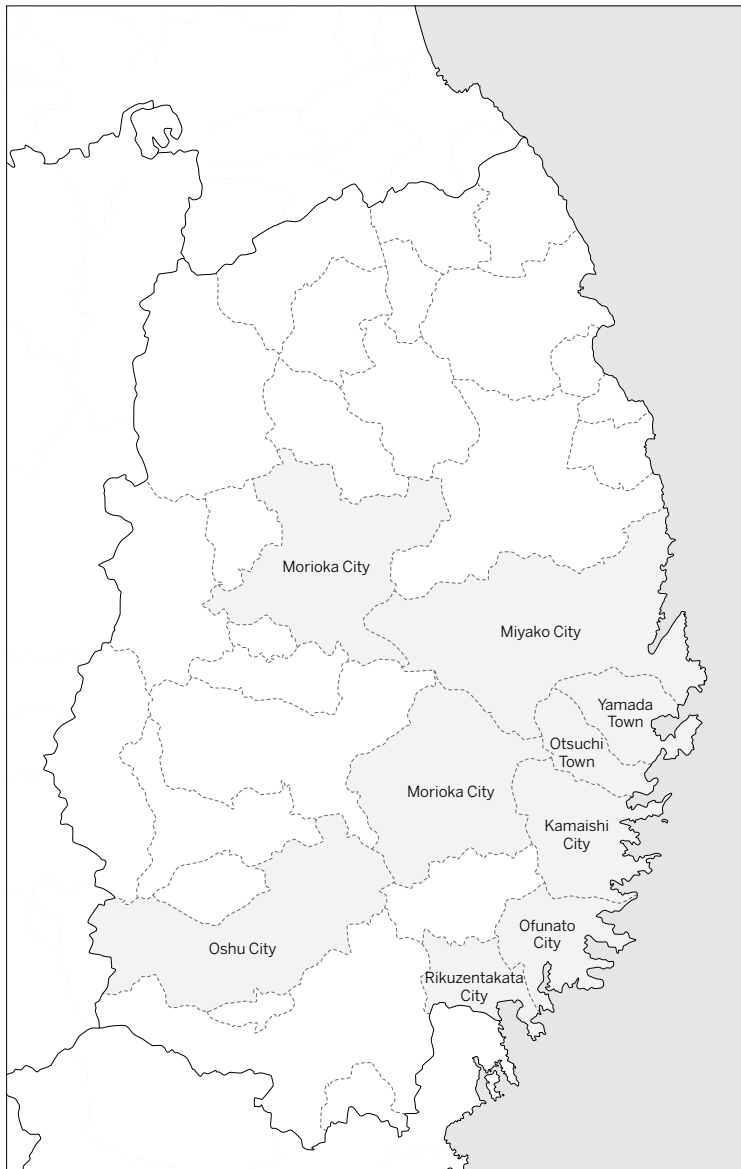 Morioka City
Miyako City
Yamada
Town
Otsuchi
Town
Morioka City
Kamaishi
City
Ofunato
City
Oshu City
Rikuzentakata
City